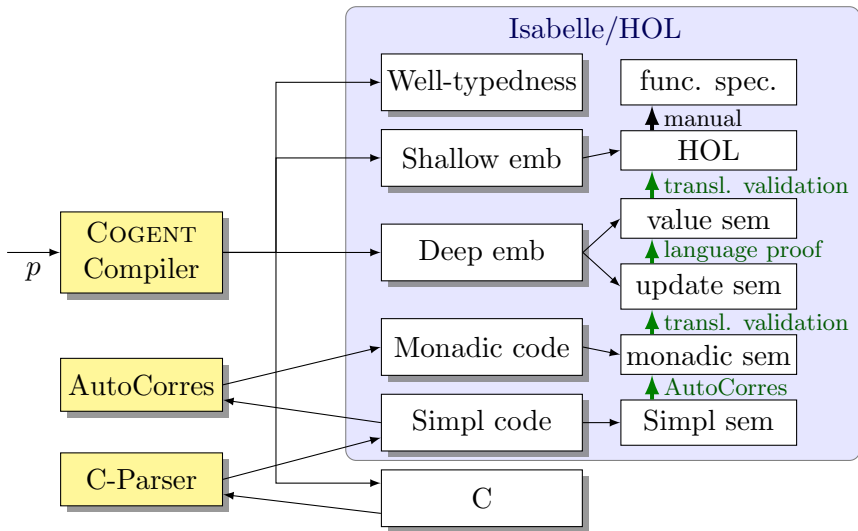 Isabelle/HOL
Well-typedness
func. spec.
manual
Shallow emb
HOL
transl. validation
COGENT
Compiler
p
Deep emb
value sem
language proof
update sem
transl. validation
Monadic code
monadic sem
AutoCorres
AutoCorres
Simpl code
Simpl sem
C-Parser
C